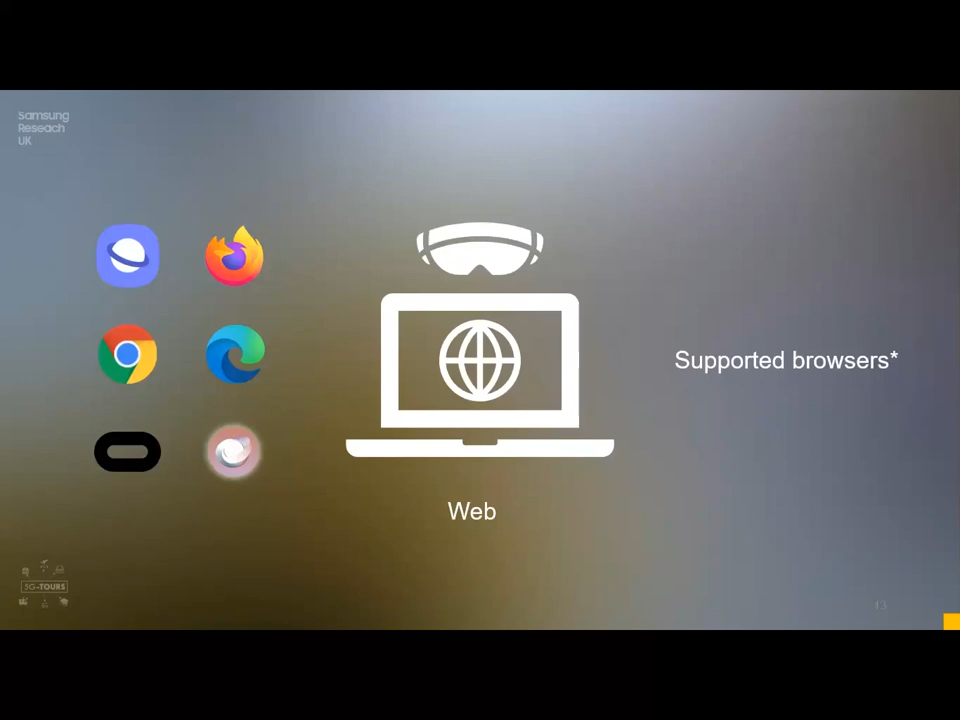 Samsung
Reseach
UK
Supported browsers*
Web
5G-TOURS
13